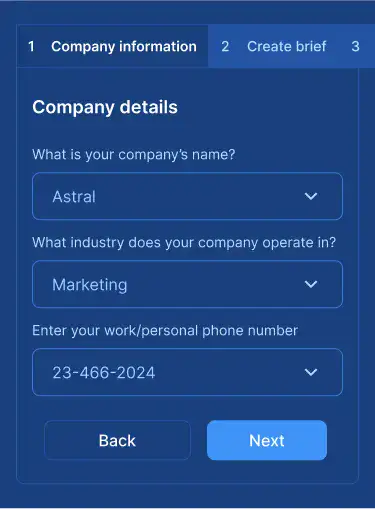 1 Company information 2 Create brief 3
Company details
What is your company's name?
Astral
What industry does your company operate in?
Marketing
Enter your work/personal phone number
23-466-2024
Back Next